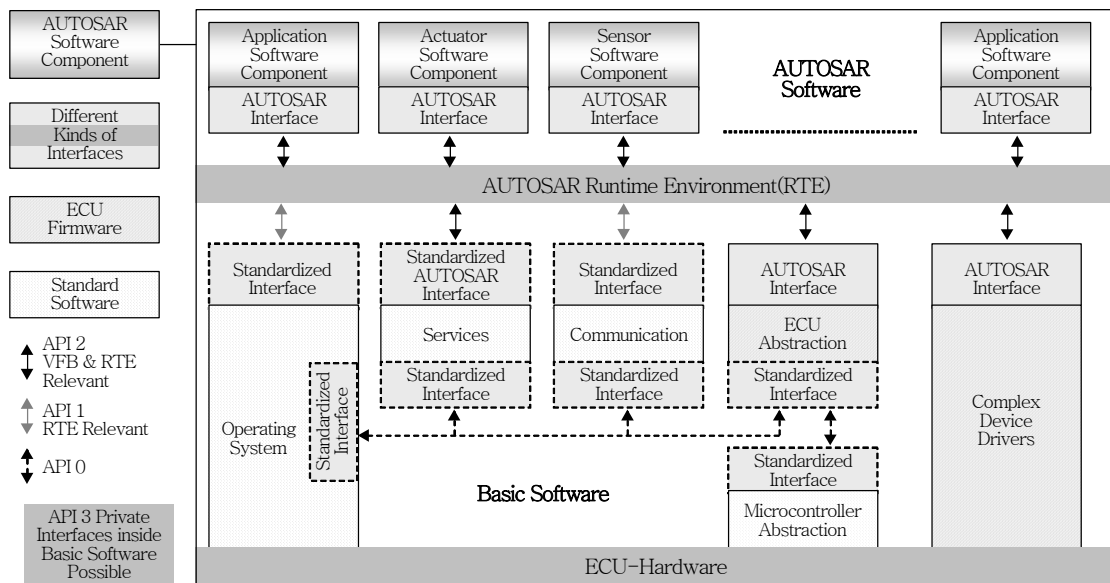 AUTOSAR
Software
Component
Different
Kinds of
Interfaces
ECU
Firmware
Standard
Software
API 2
VFB & RTE
Relevant
API 1
RTE Relevant
API 0
API 3 Private
Interfaces inside
Basic Software
Possible
Application
Software
Component
AUTOSAR
Interface
Actuator
Software
Component
AUTOSAR
Interface
Sensor
Software
Component
AUTOSAR
Interface
AUTOSAR
Software
Application
Software
Component
AUTOSAR
Interface
AUTOSAR Runtime Environment(RTE)
Standardized
Interface
Operating
System
Standardized
Interface
Standardized
AUTOSAR
Interface
Services
Standardized
Interface
Standardized
Interface
Communication
Standardized
Interface
AUTOSAR
Interface
ECU
Abstraction
Standardized
Interface
Standardized
Interface
Microcontroller
Abstraction
AUTOSAR
Interface
Complex
Device
Drivers
Basic Software
ECU-Hardware